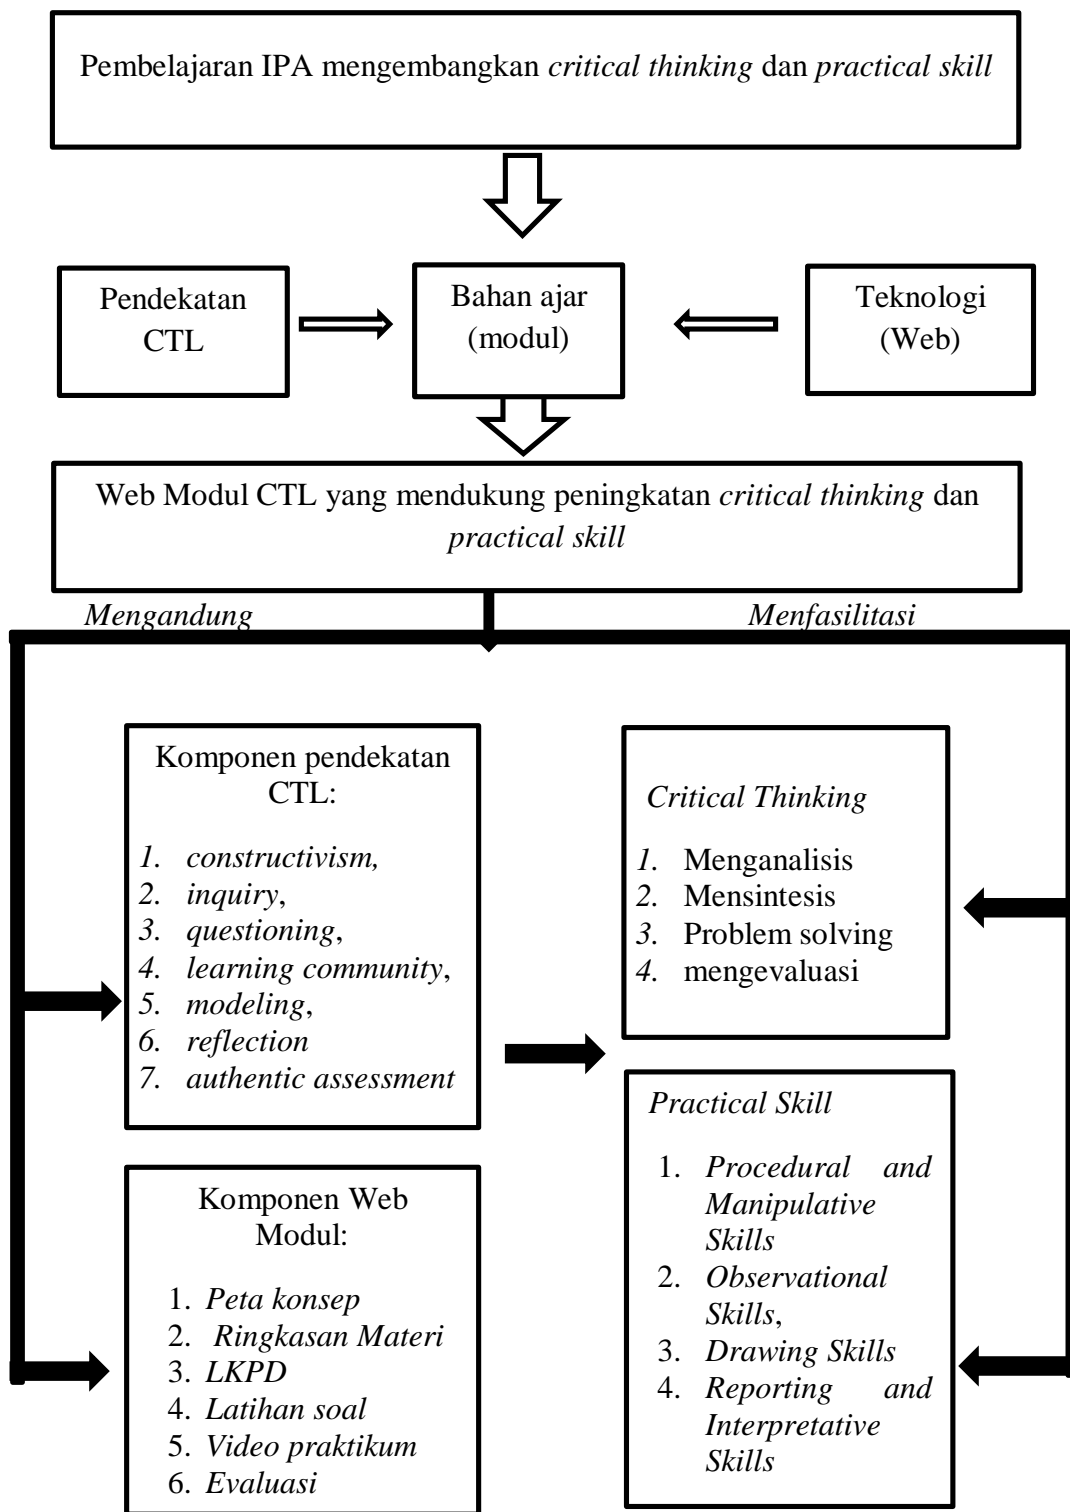 Pembelajaran IPA mengembangkan critical thinking dan practical skill
Pendekatan
CTL
Bahan ajar
(modul)
Teknologi
(Web)
Web Modul CTL yang mendukung peningkatan critical thinking dan
practical skill
Mengandung
Menfasilitasi
Komponen pendekatan
CTL:
1. constructivism,
2. inquiry,
3. questioning,
4. learning community,
5. modeling,
6. reflection
7. authentic assessment
Komponen Web
Modul:
1. Peta konsep
2. Ringkasan Materi
3. LKPD
4. Latihan soal
5. Video praktikum
6. Evaluasi
Critical Thinking
1. Menganalisis
2. Mensintesis
3. Problem solving
4. mengevaluasi
Practical Skill
1. Procedural and
Manipulative
Skills
2. Observational
Skills,
3. Drawing Skills
4. Reporting and
Interpretative
Skills